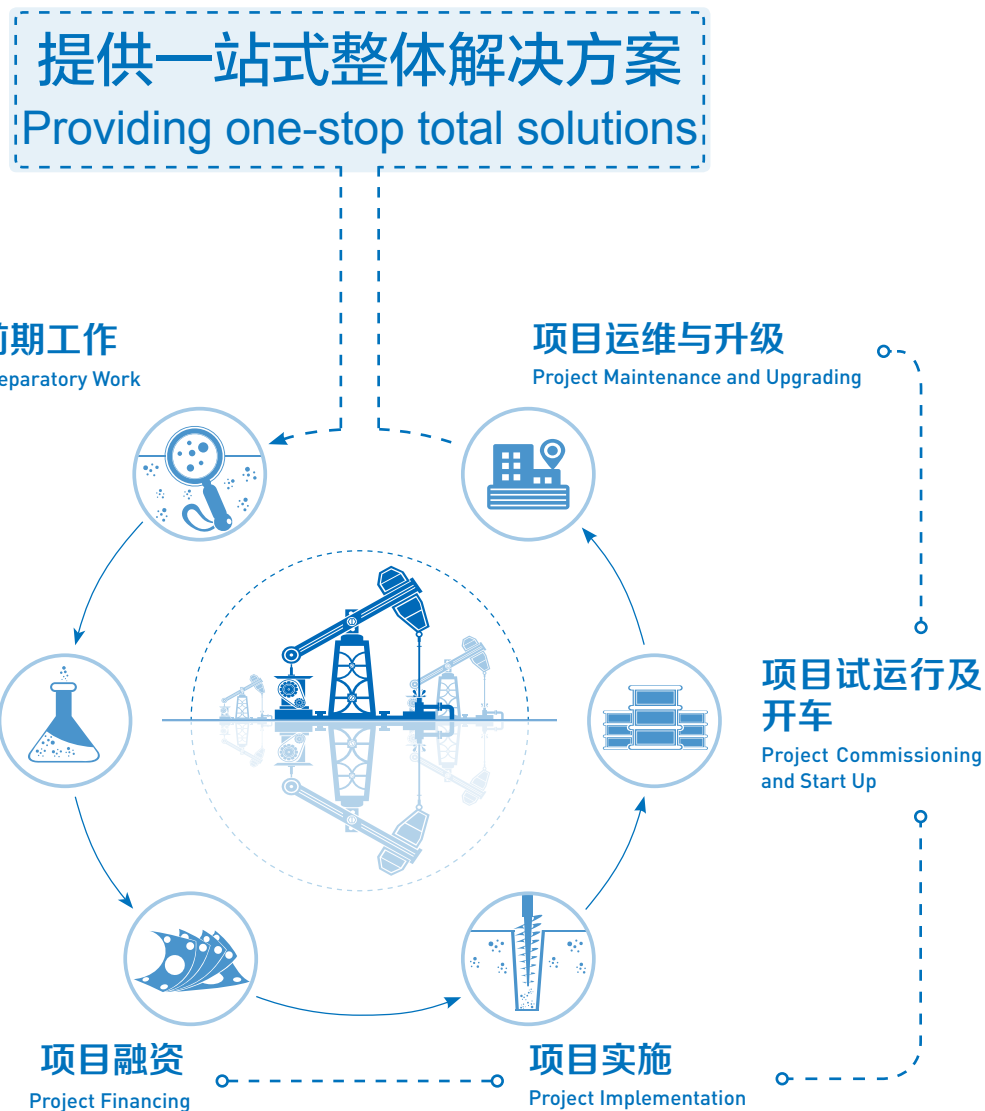 提供一站式整体解决方案
Providing one-stop total solutions
前期工作
eparatory Work
项目运维与升级
Project Maintenance and Upgrading
项目试运行及
开车
Project Commissioning
and Start Up
项目融资
Project Financing
项目实施
Project Implementation